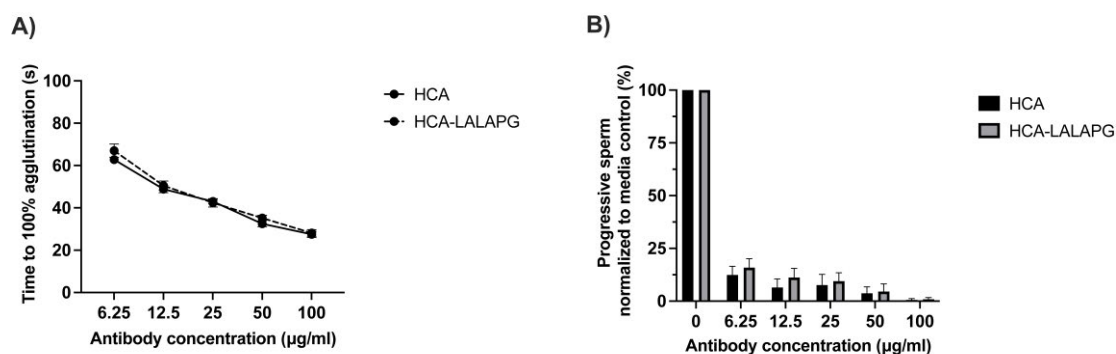 A)
Time to 100% agglutination (s)
100
80
60
40
20
0
6.25 12.5 25 50 100
Antibody concentration (μg/ml)
HCA
HCA-LALAPG
B)
Progressive sperm
normalized to media control (%)
100
75
50
25
0
0 6.25 12.5 25 50 100
Antibody concentration (μg/ml)
HCA
HCA-LALAPG